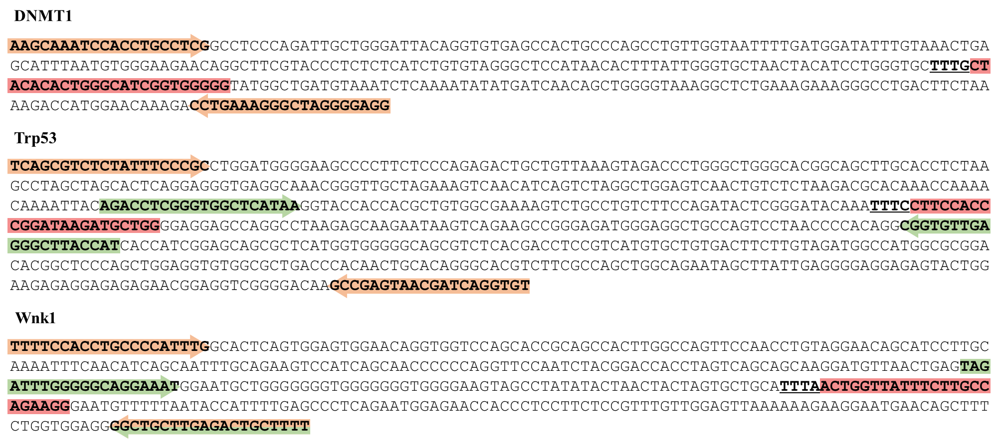 DNMT1
AAGCAAATCCACCTGCCTCGGCCTCCCAGATTGCTGGGATTACAGGTGTGAGCCACTGCCCAGCCTGTTGGTAATTTTGATGGATATTTGTAAACTGA
GCATTTAATGTGGGAAGAACAGGCTTCGTACCCTCTCTCATCTGTGTAGGGCTCCATAACACTTTATTGGGTGCTAACTACATCCTGGGTGCTTTGCT
ACACACTGGGCATCGGTGGGGGTATGGCTGATGTAAATCTCAAAATATATGATCAACAGCTGGGGTAAAGGCTCTGAAAGAAAGGGCCTGACTTCTAA
AAGACCATGGAACAAAGACCTGAAAGGGCTAGGGGAGG
Trp53
TCAGCGTCTCTATTTCCCGCCTGGATGGGGAAGCCCCTTCTCCCAGAGACTGCTGTTAAAGTAGACCCTGGGCTGGGCACGGCAGCTTGCACCTCTAA
GCCTAGCTAGCACTCAGGAGGGTGAGGCAAACGGGTTGCTAGAAAGTCAACATCAGTCTAGGCTGGAGTCAACTGTCTCTAAGACGCACAAACCAAAA
CAAAATTACAGACCTCGGGTGGCTCATAAGGTACCACCACGCTGTGGCGAAAAGTCTGCCTGTCTTCCAGATACTCGGGATACAAATTTCCTTCCACC
CGGATAAGATGCTGGGGAGGAGCCAGGCCTAAGAGCAAGAATAAGTCAGAAGCCGGGAGATGGGAGGCTGCCAGTCCTAACCCCACAGGCGGTGTTGA
GGGCTTACCATCACCATCGGAGCAGCGCTCATGGTGGGGGCAGCGTCTCACGACCTCCGTCATGTGCTGTGACTTCTTGTAGATGGCCATGGCGCGGA
CACGGCTCCCAGCTGGAGGTGTGGCGCTGACCCACAACTGCACAGGGCACGTCTTCGCCAGCTGGCAGAATAGCTTATTGAGGGGAGGAGAGTACTGG
AAGAGAGGAGAGAGAACGGAGGTCGGGGACAAGCCGAGTAACGATCAGGTGT
Wnk1
TTTTCCACCTGCCCCATTTGGCACTCAGTGGAGTGGAACAGGTGGTCCAGCACCGCAGCCACTTGGCCAGTTCCAACCTGTAGGAACAGCATCCTTGC
AAAATTTCAACATCAGCAATTTGCAGAAGTCCATCAGCAACCCCCCAGGTTCCAATCTACGGACCACCTAGTCAGCAGCAAGGATGTTAACTGAGTAG
ATTTGGGGGCAGGAAATGGAATGCTGGGGGGGTGGGGGGGTGGGGAAGTAGCCTATATACTAACTACTAGTGCTGCATTTAACTGGTTATTTCTTGCC
AGAAGGGAATGTTTTTAATACCATTTTGAGCCCTCAGAATGGAGAACCACCCTCCTTCTCCGTTTGTTGGAGTTAAAAAAGAAGGAATGAACAGCTTT
CTGGTGGAGGGGCTGCTTGAGACTGCTTTT